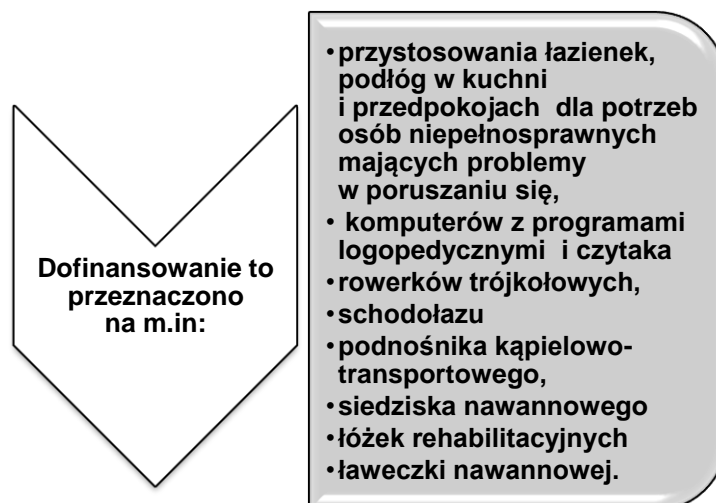 Dofinansowanie to
przeznaczono
na m.in:
•przystosowania łazienek,
podłóg w kuchni
i przedpokojach  dla potrzeb
osób niepełnosprawnych
mających problemy
w poruszaniu się,
• komputerów z programami
logopedycznymi  i czytaka
•rowerków trójkołowych,
•schodołazu
•podnośnika kąpielowo-
transportowego,
•siedziska nawannowego
•łóżek rehabilitacyjnych
•ławeczki nawannowej.